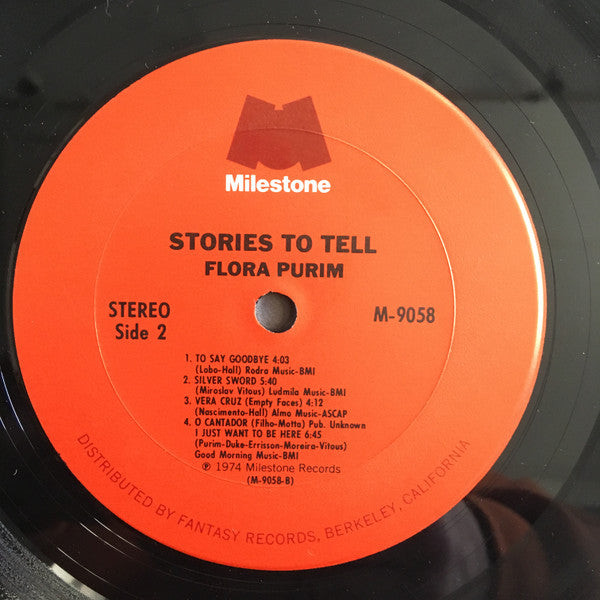 Milestone
STORIES TO TELL
FLORA PURIM
STEREO
Side 2
M-9058
1. TO SAY GOODBYE 4:03
(Lobo-Hall) Rodra Music-BMI
2. SILVER SWORD 5:40
(Miroslav Vitous) Ludmila Music-BMI
3. VERA CRUZ (Empty Faces) 4:12
(Nascimento-Hall) Almo Music-ASCAP
4. O CANTADOR (Filho-Motta) Pub. Unknown
I JUST WANT TO BE HERE 6:45
(Purim-Duke-Errisson-Moreira-Vitous)
Good Morning Music-BMI
℗ 1974 Milestone Records
(M-9058-B)
DISTRIBUTED BY FANTASY RECORDS, BERKELEY, CALIFORNIA